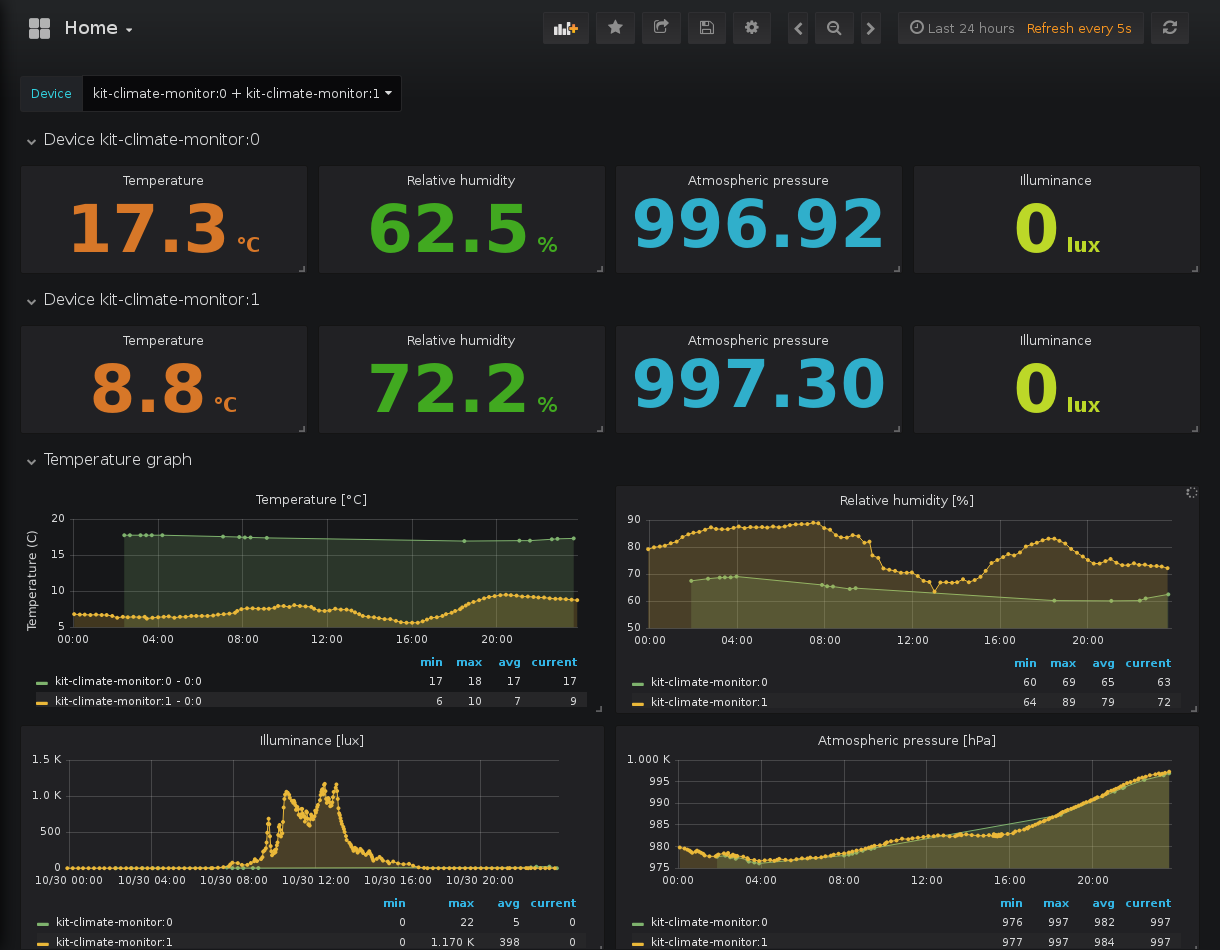 Home
Last 24 hours Refresh every 5s
Device kit-climate-monitor:0 + kit-climate-monitor:1
Device kit-climate-monitor:0
Temperature Relative humidity Atmospheric pressure Illuminance
17.3 °C 62.5 % 996.92 0 lux
Device kit-climate-monitor:1
Temperature Relative humidity Atmospheric pressure Illuminance
8.8 °C 72.2 % 997.30 0 lux
Temperature graph
Temperature [°C]
Temperature (C)
20
15
10
5
00:00 04:00 08:00 12:00 16:00 20:00
min max avg current
kit-climate-monitor:0 - 0:0 17 18 17 17
kit-climate-monitor:1 - 0:0 6 10 7 9
Relative humidity [%]
90
80
70
60
50
00:00 04:00 08:00 12:00 16:00 20:00
min max avg current
kit-climate-monitor:0 60 69 65 63
kit-climate-monitor:1 64 89 79 72
Illuminance [lux]
1.5 K
1.0 K
500
0
10/30 00:00 10/30 04:00 10/30 08:00 10/30 12:00 10/30 16:00 10/30 20:00
min max avg current
kit-climate-monitor:0 0 22 5 0
kit-climate-monitor:1 0 1.170 K 398 0
Atmospheric pressure [hPa]
1.000 K
995
990
985
980
975
00:00 04:00 08:00 12:00 16:00 20:00
min max avg current
kit-climate-monitor:0 976 997 982 997
kit-climate-monitor:1 977 997 984 997